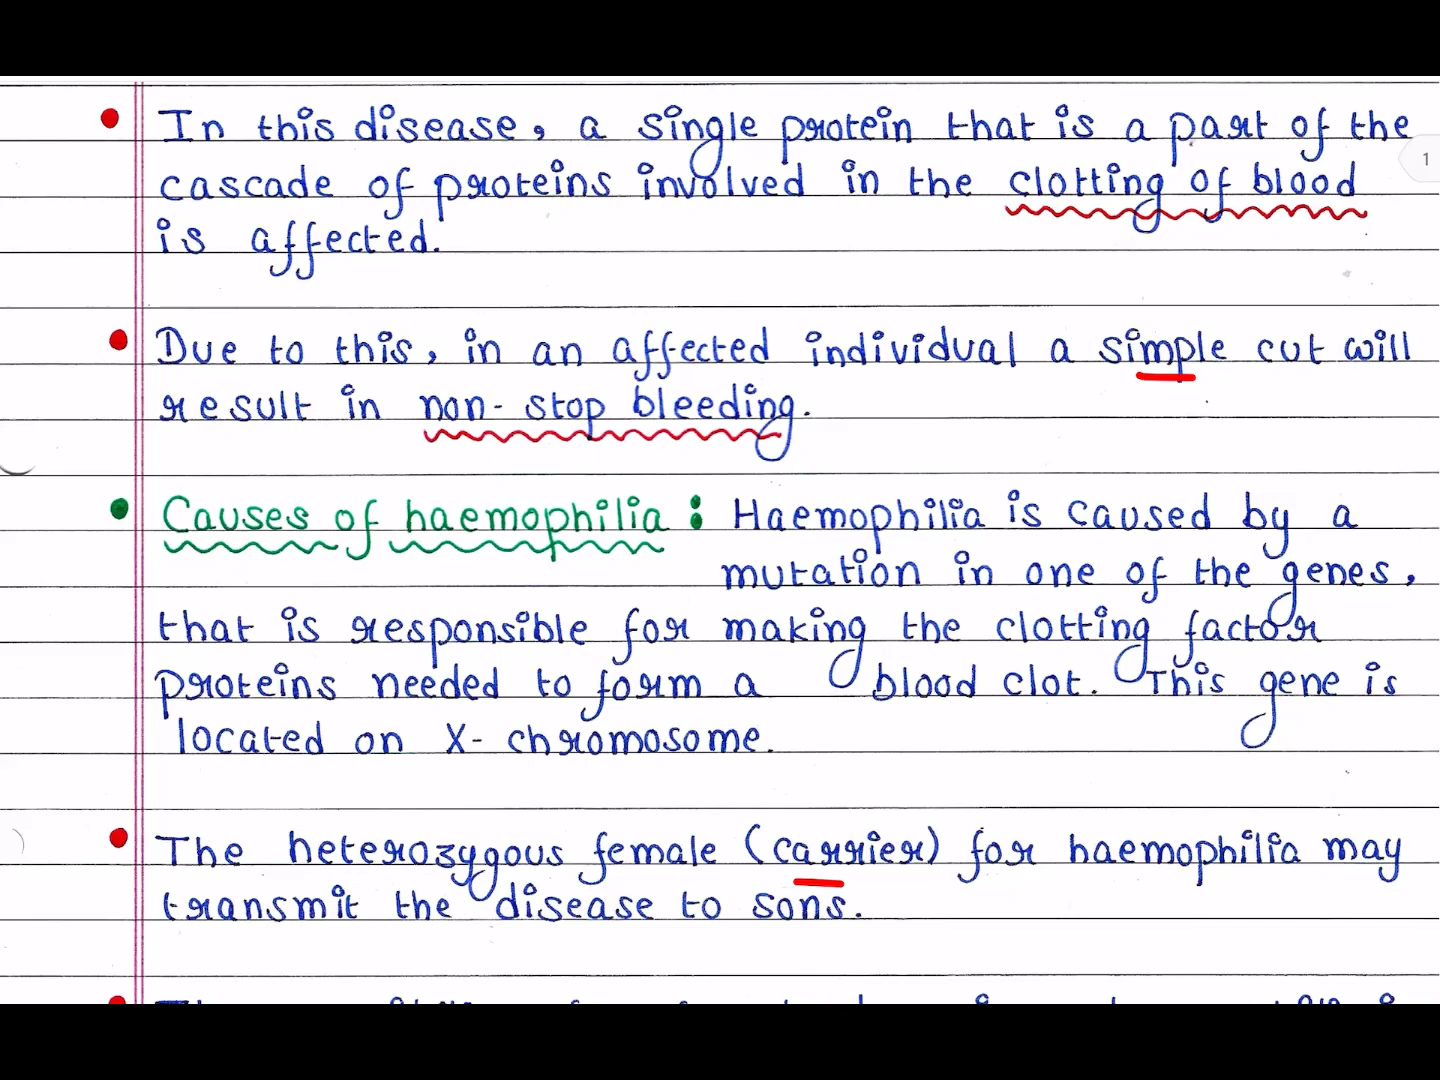 In this disease, a single protein that is a part of the
cascade of proteins involved in the clotting of blood
is affected.
Due to this, in an affected individual a simple cut will
result in non-stop bleeding.
Causes of haemophilia : Haemophilia is caused by a
mutation in one of the genes,
that is responsible for making the clotting factor
proteins needed to form a blood clot. This gene is
located on X-chromosome.
The heterozygous female (carrier) for haemophilia may
transmit the disease to sons.
1